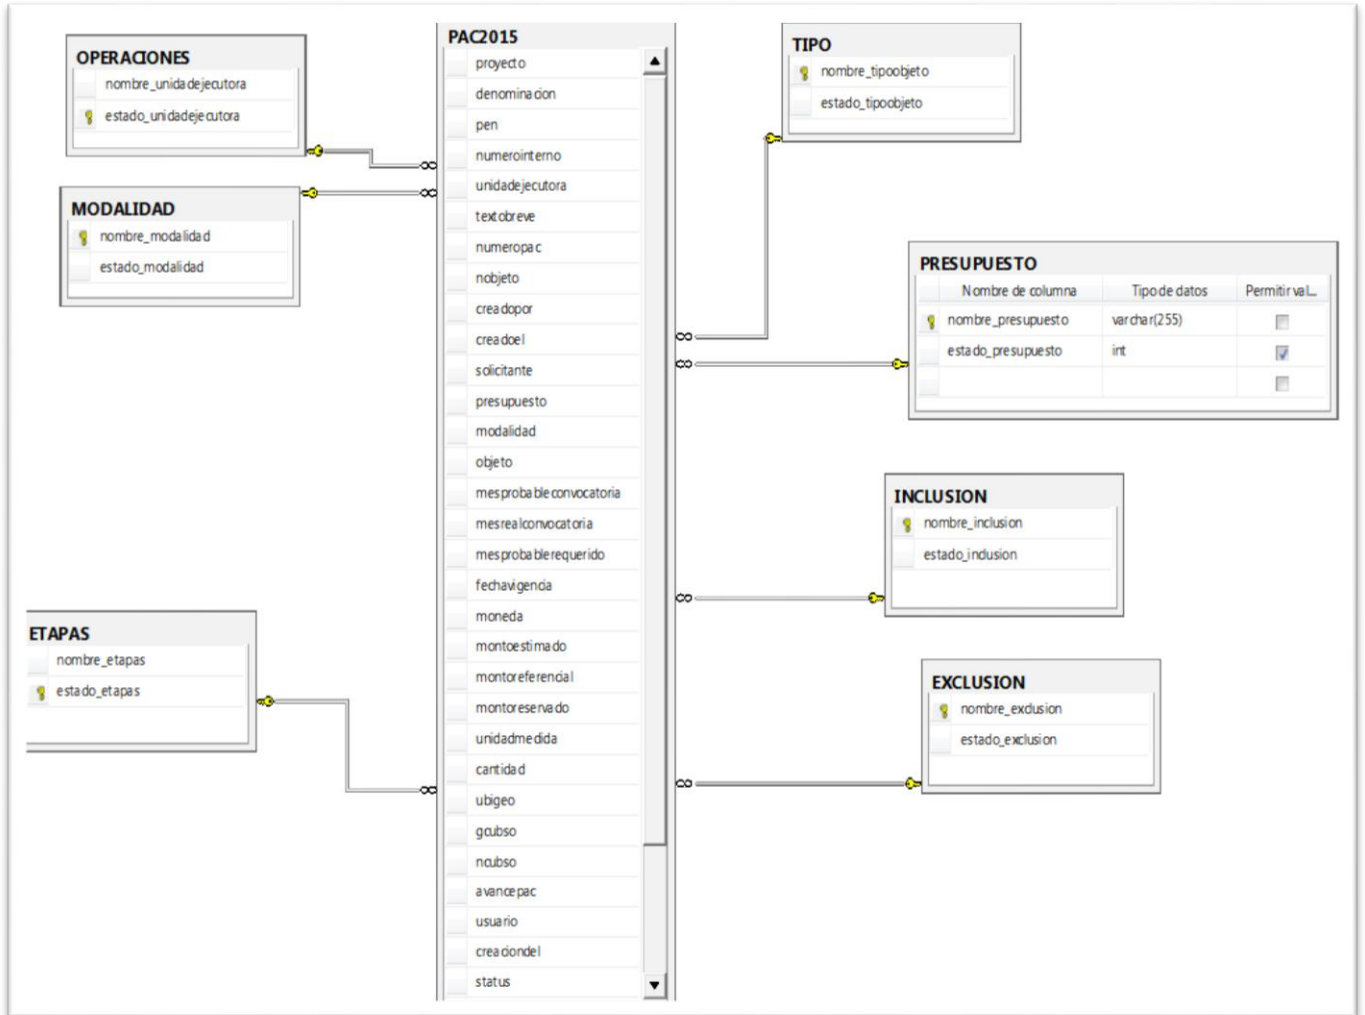 OPERACIONES
nombre_unidadejecutora
estado_unidadejecutora
MODALIDAD
nombre_modalidad
estado_modalidad
ETAPAS
nombre_etapas
estado_etapas
PAC2015
proyecto
denominacion
pen
numerointerno
unidadejecutora
textobreve
numeropac
nobjeto
creadopor
creadoel
solicitante
presupuesto
modalidad
objeto
mesprobableconvocatoria
mesrealconvocatoria
mesprobablerequerido
fechavigencia
moneda
montoestimado
montoreferencial
montoreservado
unidadmedida
cantidad
ubigeo
gcubso
ncubso
avancepac
usuario
creaciondel
status
TIPO
nombre_tipoobjeto
estado_tipoobjeto
PRESUPUESTO
Nombre de columna Tipo de datos Permitir val...
nombre_presupuesto varchar(255)
estado_presupuesto int
INCLUSION
nombre_inclusion
estado_inclusion
EXCLUSION
nombre_exclusion
estado_exclusion